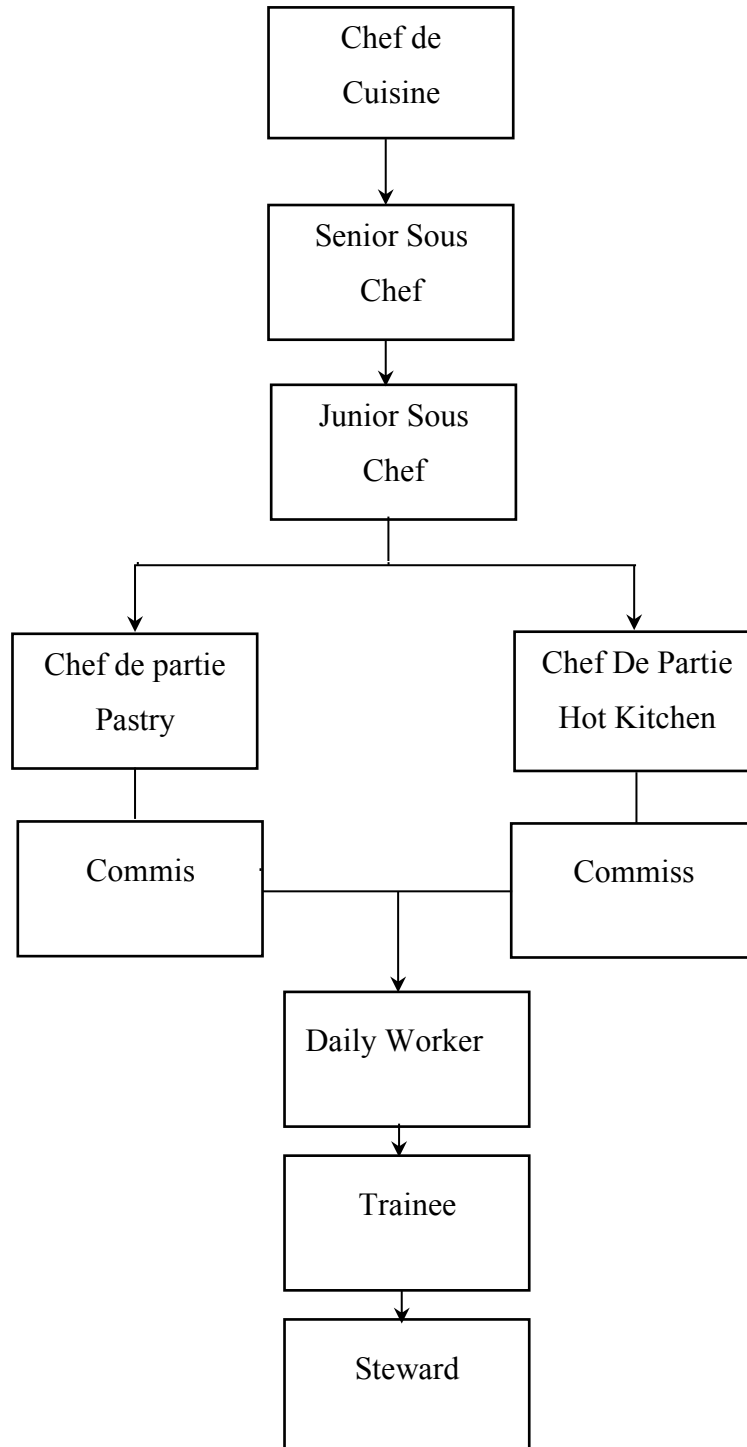 Chef de
Cuisine
Senior Sous
Chef
Junior Sous
Chef
Chef de partie
Pastry
Chef De Partie
Hot Kitchen
Commis
Commiss
Daily Worker
Trainee
Steward